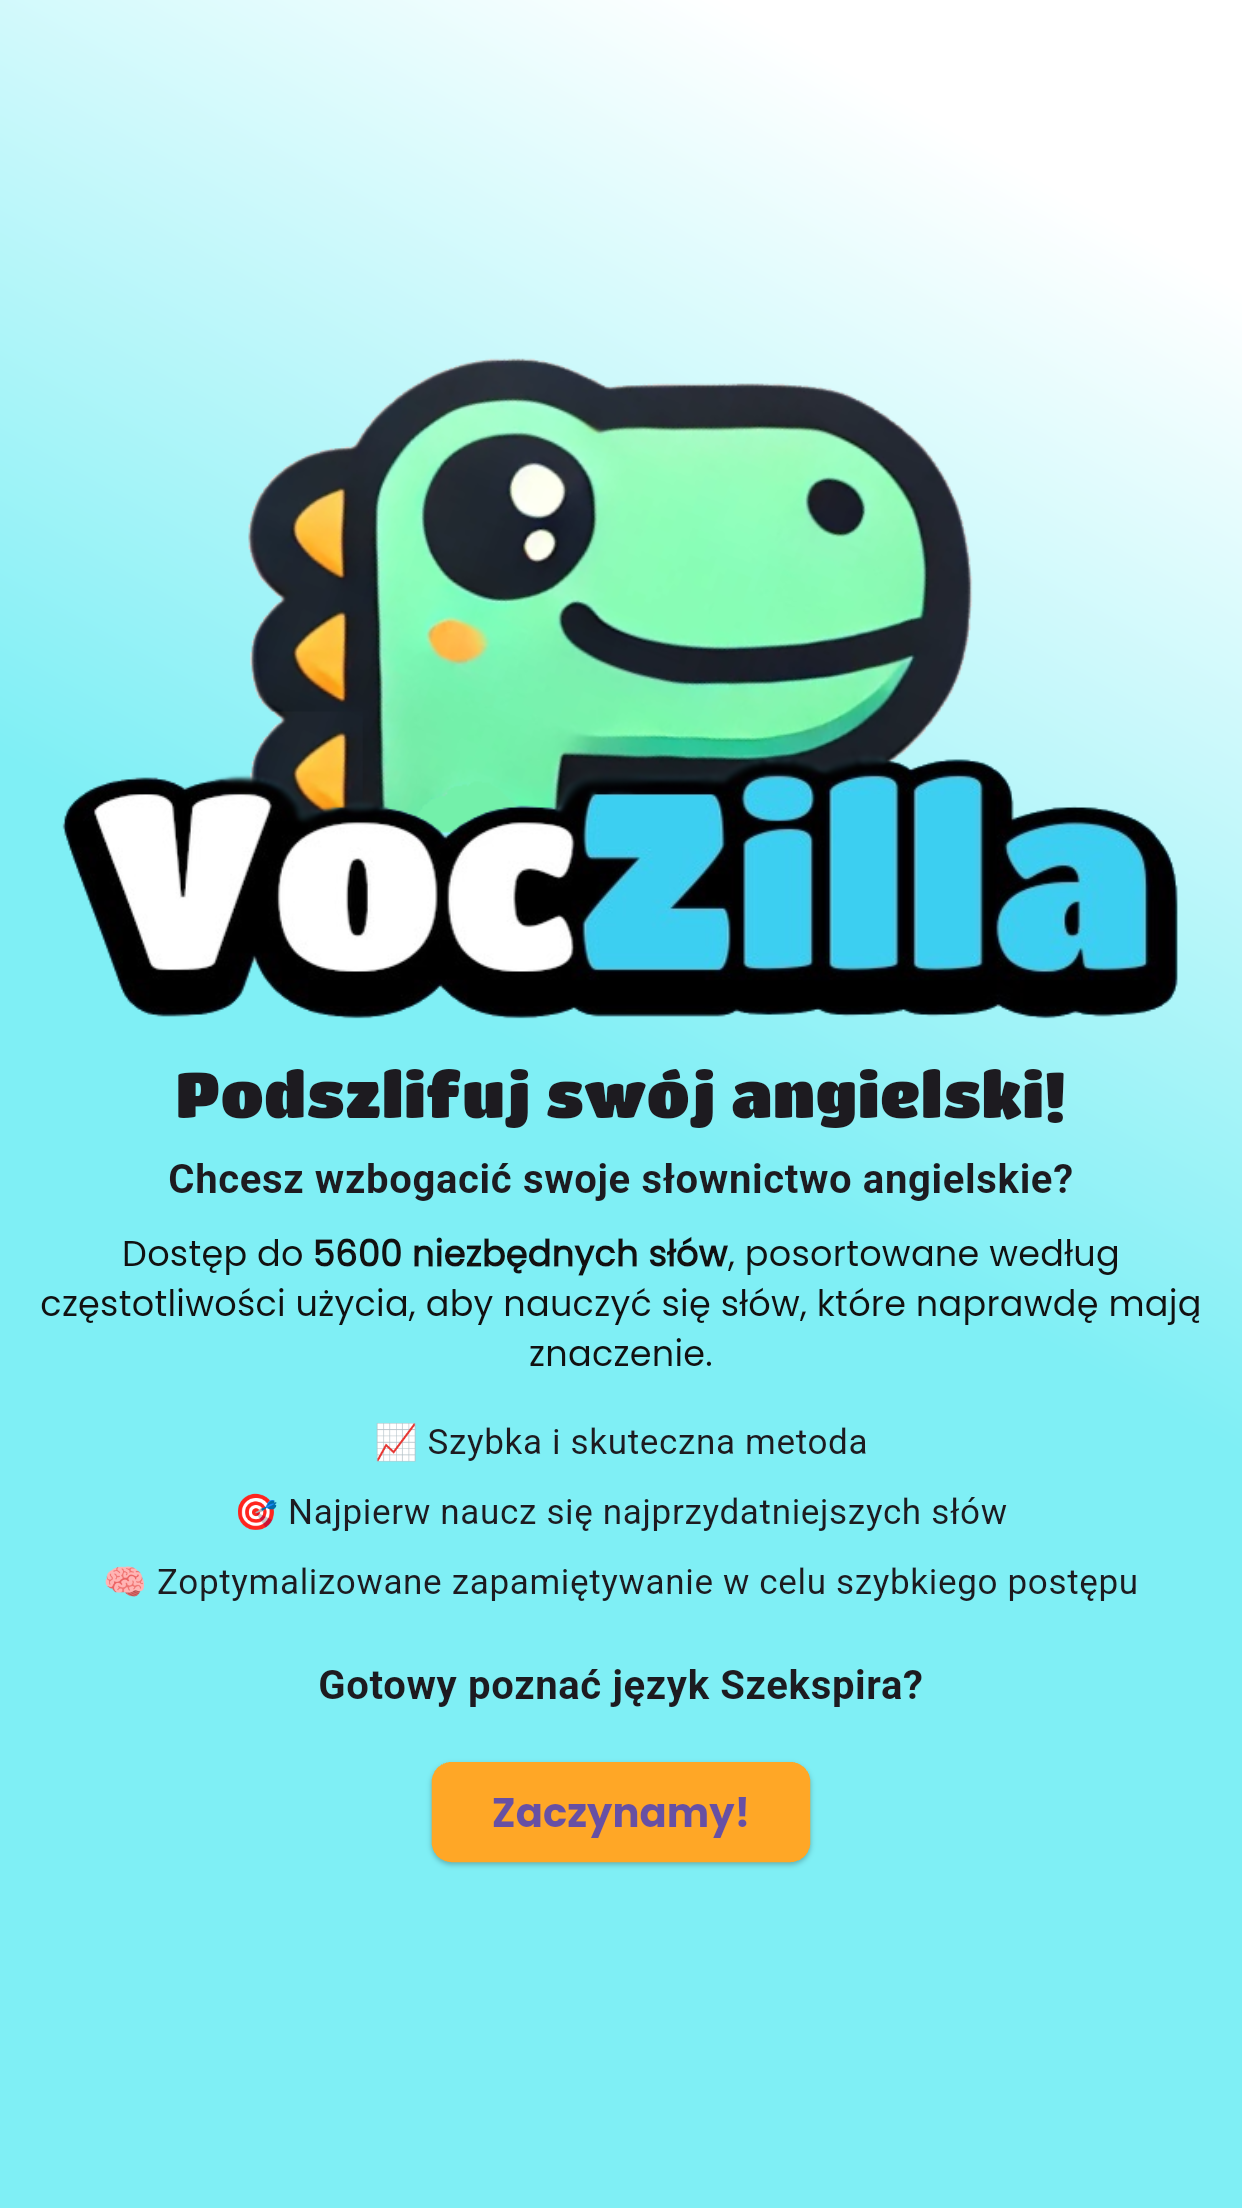 VocZilla
Podszlifuj swój angielski!
Chcesz wzbogacić swoje słownictwo angielskie?
Dostęp do 5600 niezbędnych słów, posortowane według
częstotliwości użycia, aby nauczyć się słów, które naprawdę mają
znaczenie.
📈 Szybka i skuteczna metoda
🎯 Najpierw naucz się najprzydatniejszych słów
🧠 Zoptymalizowane zapamiętywanie w celu szybkiego postępu
Gotowy poznać język Szekspira?
Zaczynamy!